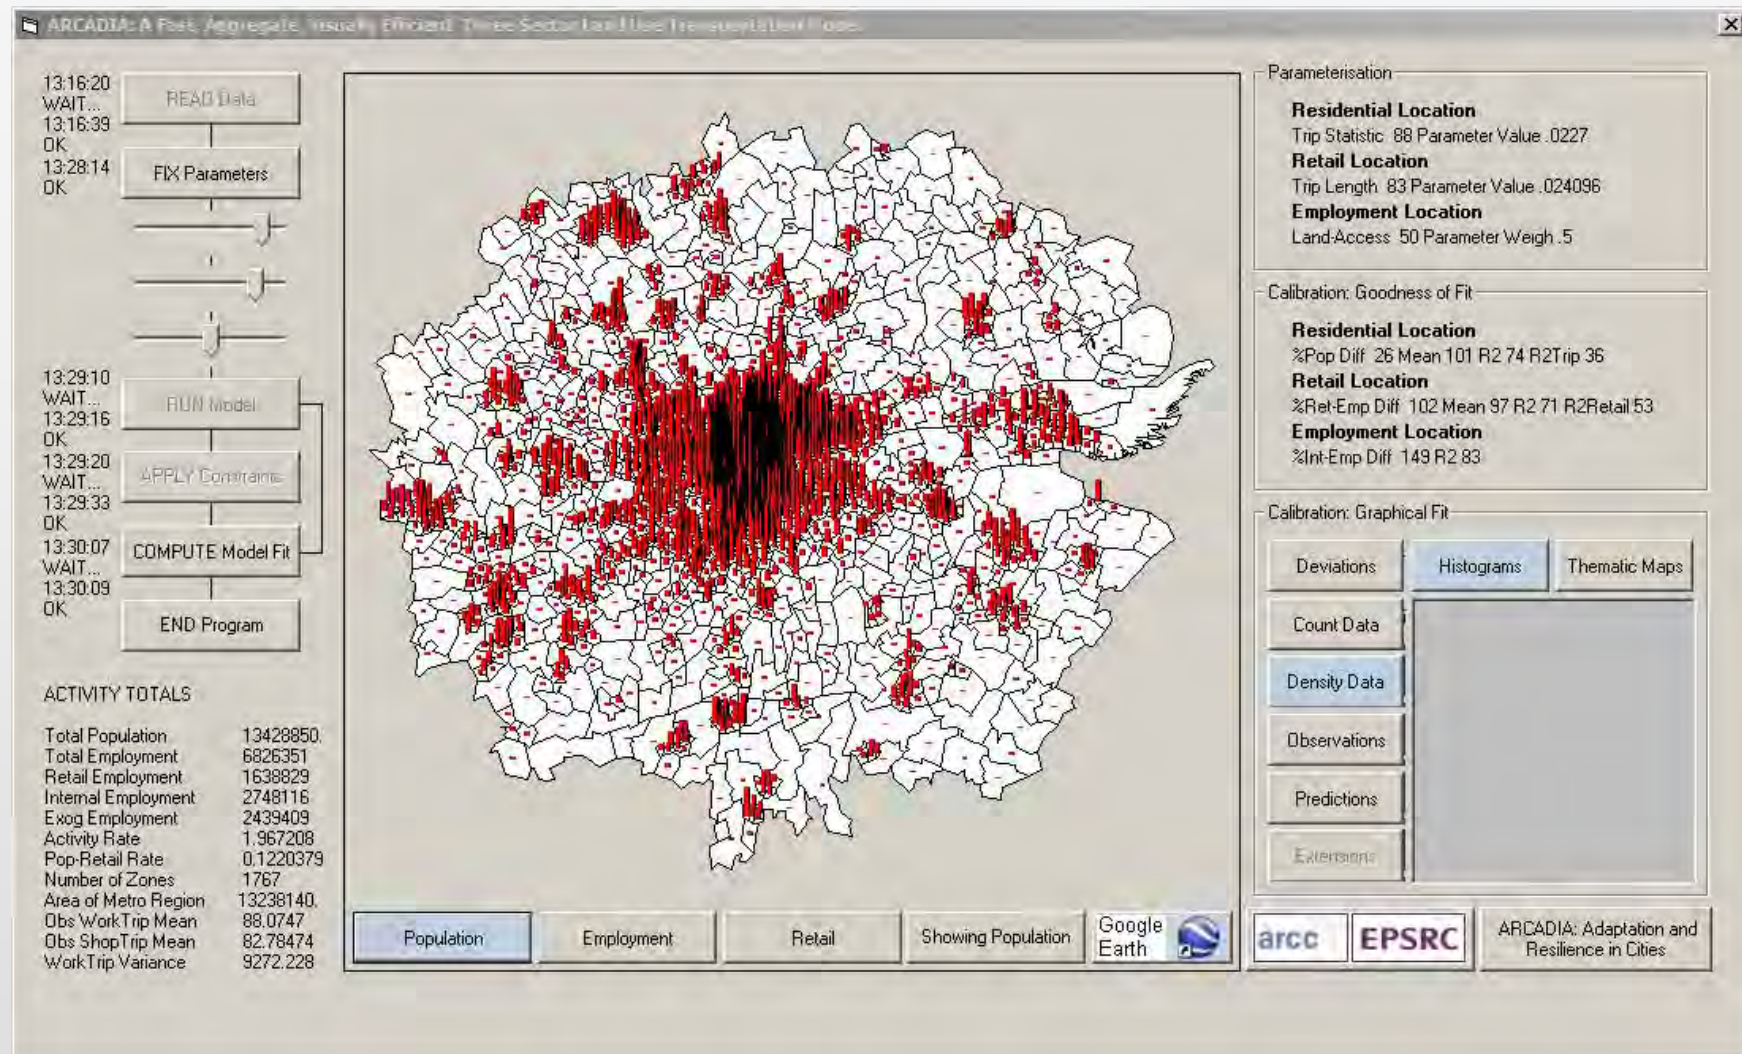 ARCADIA: A Fast, Aggregate, Visually Efficient, Three Sector Land Use Transportation Model
13:16:20
WAIT...
13:16:39
OK
READ Data
13:28:14
OK
FIX Parameters
13:29:10
WAIT...
13:29:16
OK
RUN Model
13:29:20
WAIT...
13:29:33
OK
APPLY Constraints
13:30:07
WAIT...
13:30:09
OK
COMPUTE Model Fit
END Program
ACTIVITY TOTALS
Total Population 13428850.
Total Employment 6826351
Retail Employment 1638829
Internal Employment 2748116
Exog Employment 2439409
Activity Rate 1.967208
Pop-Retail Rate 0.1220379
Number of Zones 1767
Area of Metro Region 13238140.
Obs WorkTrip Mean 88.0747
Obs ShopTrip Mean 82.78474
WorkTrip Variance 9272.228
Population
Employment
Retail
Showing Population
Google
Earth
Parameterisation
Residential Location
Trip Statistic 88 Parameter Value .0227
Retail Location
Trip Length 83 Parameter Value .024096
Employment Location
Land-Access 50 Parameter Weigh .5
Calibration: Goodness of Fit
Residential Location
%Pop Diff 26 Mean 101 R2 74 R2Trip 36
Retail Location
%Ret-Emp Diff 102 Mean 97 R2 71 R2Retail 53
Employment Location
%Int-Emp Diff 149 R2 83
Calibration: Graphical Fit
Deviations
Histograms
Thematic Maps
Count Data
Density Data
Observations
Predictions
Extensions
arcc
EPSRC
ARCADIA: Adaptation and
Resilience in Cities